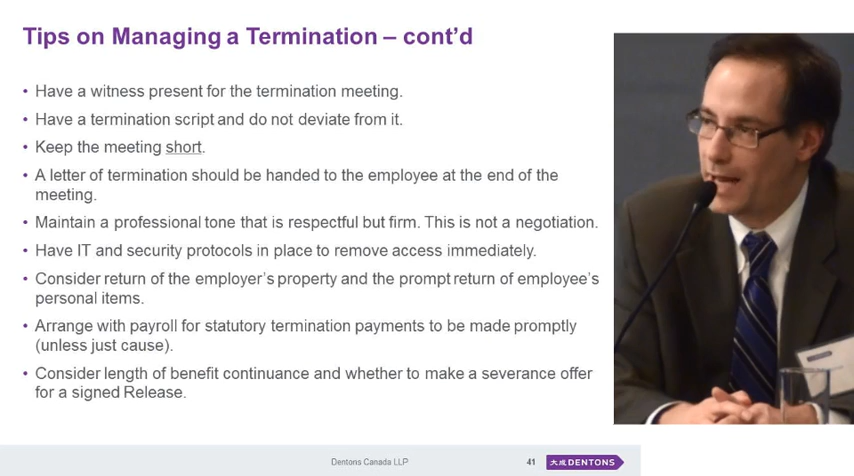 Tips on Managing a Termination – cont’d
• Have a witness present for the termination meeting.
• Have a termination script and do not deviate from it.
• Keep the meeting short.
• A letter of termination should be handed to the employee at the end of the
meeting.
• Maintain a professional tone that is respectful but firm. This is not a negotiation.
• Have IT and security protocols in place to remove access immediately.
• Consider return of the employer’s property and the prompt return of employee’s
personal items.
• Arrange with payroll for statutory termination payments to be made promptly
(unless just cause).
• Consider length of benefit continuance and whether to make a severance offer
for a signed Release.
Dentons Canada LLP
41
大成 DENTONS